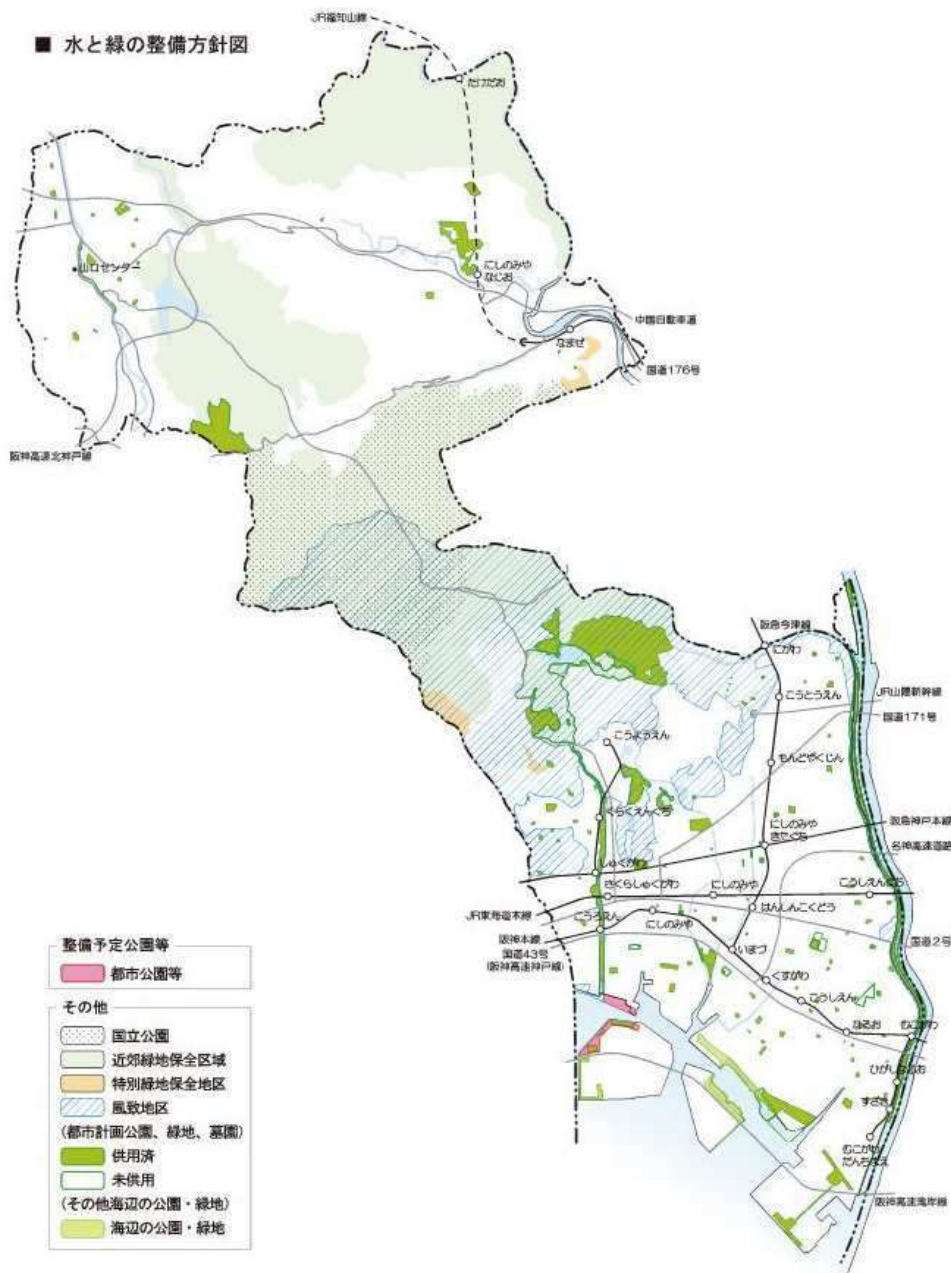 JR福知山線
■ 水と緑の整備方針図
たけだお
山口センター
にしのみや
なじお
中国自動車道
なまぜ
国道176号
阪神高速北神戸線
阪急今津線
にがわ
こうとうえん
JR山陽新幹線
国道171号
こうようえん
もんどやくじん
くらくえんぐち
にしのみや
きたぐち
阪急神戸本線
名神高速道路
しゅくがわ
さくらしゅくがわ
にしのみや
こうしえんぐち
JR東海道本線
はんしんこくどう
こうろえん
にしのみや
阪神本線
国道43号
(阪神高速神戸線)
国道2号
いまづ
くすがわ
こうしえん
なるお
むこがわ
ひがしなるお
すざき
むこがわ
だんちまえ
阪神高速湾岸線
整備予定公園等
都市公園等
その他
国立公園
近郊緑地保全区域
特別緑地保全地区
風致地区
(都市計画公園、緑地、墓園)
供用済
未供用
(その他海辺の公園・緑地)
海辺の公園・緑地